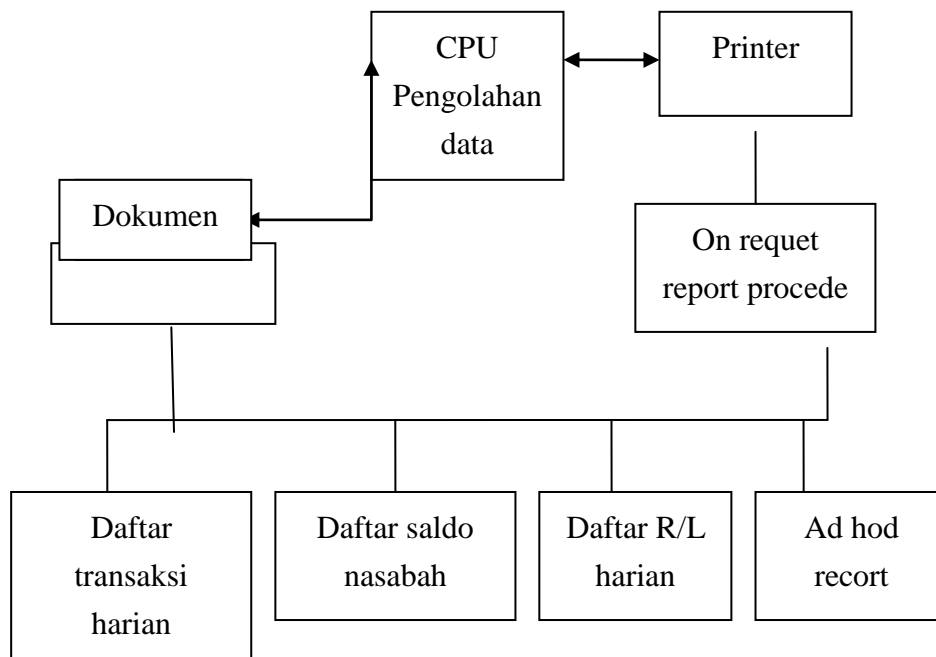 CPU
Pengolahan
data
Printer
Dokumen
On requet
report procede
Daftar
transaksi
harian
Daftar saldo
nasabah
Daftar R/L
harian
Ad hod
recort